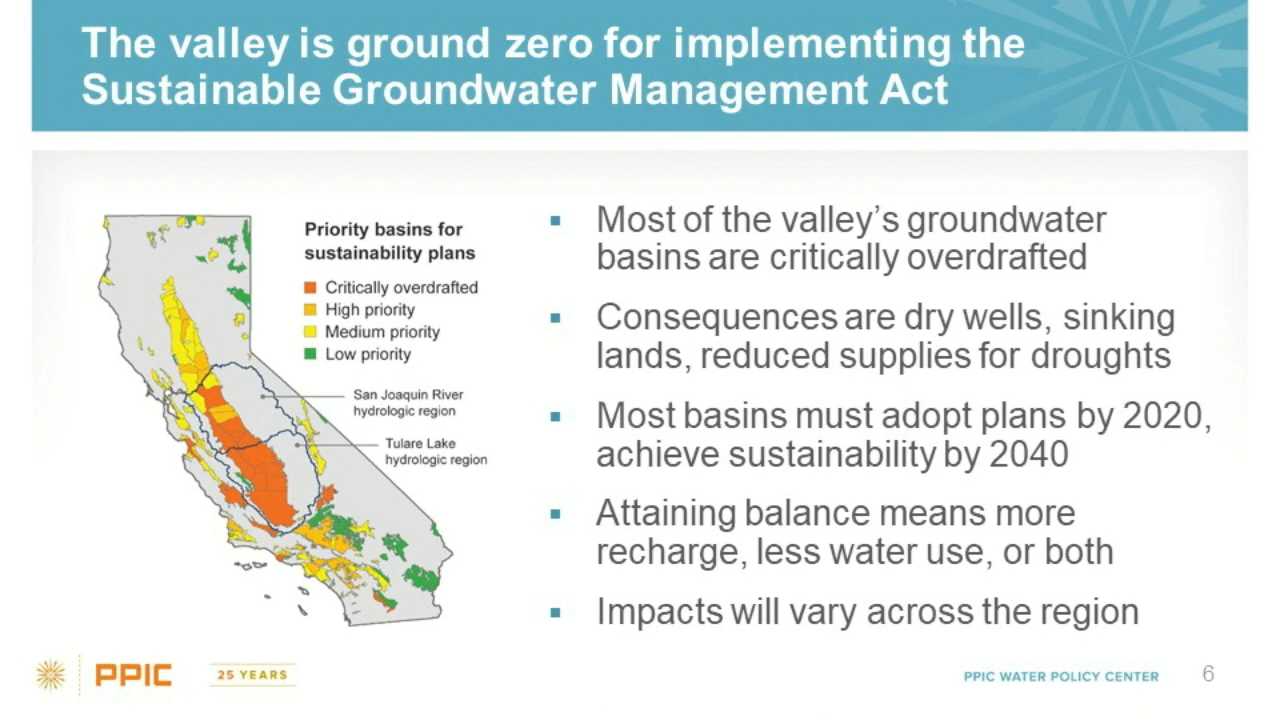 The valley is ground zero for implementing the
Sustainable Groundwater Management Act
Priority basins for
sustainability plans
Critically overdrafted
High priority
Medium priority
Low priority
San Joaquin River
hydrologic region
Tulare Lake
hydrologic region
▪ Most of the valley’s groundwater
basins are critically overdrafted
▪ Consequences are dry wells, sinking
lands, reduced supplies for droughts
▪ Most basins must adopt plans by 2020,
achieve sustainability by 2040
▪ Attaining balance means more
recharge, less water use, or both
▪ Impacts will vary across the region
PPIC
25 YEARS
PPIC WATER POLICY CENTER
6